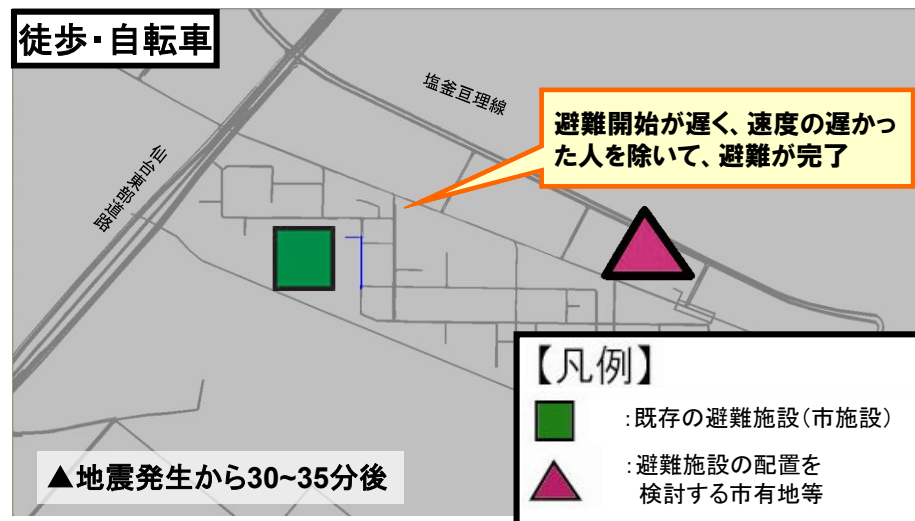 徒歩・自転車
塩釜亘理線
避難開始が遅く、速度の遅かっ
た人を除いて、避難が完了
仙台東部道路
【凡例】
:既存の避難施設(市施設)
:避難施設の配置を
検討する市有地等
▲地震発生から30~35分後